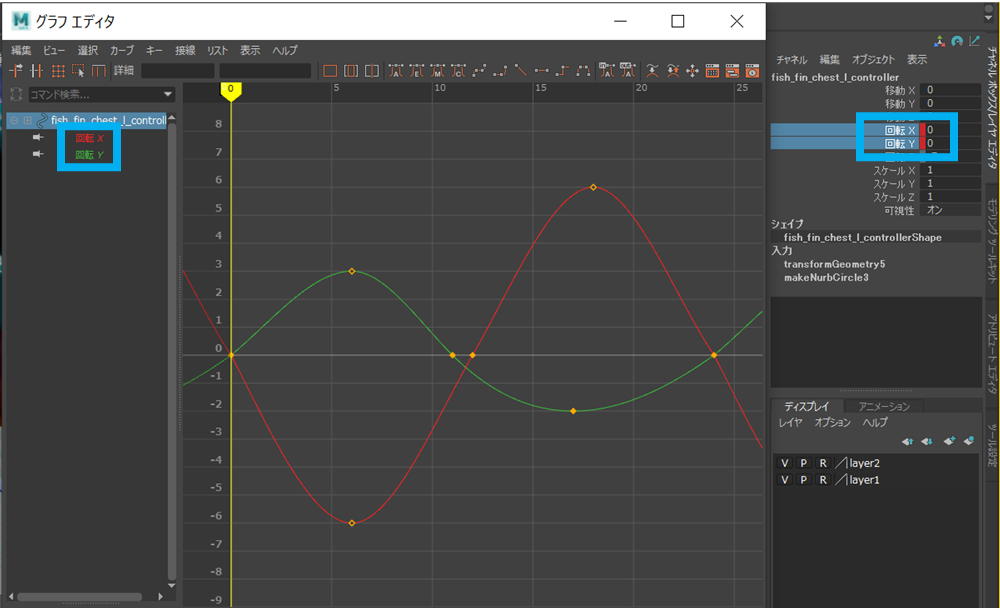 M グラフ エディタ
編集 ビュー 選択 カーブ キー 接線 リスト 表示 ヘルプ
詳細
コマンド検索...
fish_fin_chest_l_controll
回転 X
回転 Y
0 5 10 15 20 25
8
7
6
5
4
3
2
1
0
-1
-2
-3
-4
-5
-6
-7
-8
-9
チャネル 編集 オブジェクト 表示
fish_fin_chest_l_controller
移動 X 0
移動 Y 0
回転 X 0
回転 Y 0
スケール X 1
スケール Y 1
スケール Z 1
可視性 オン
シェイプ
fish_fin_chest_l_controllerShape
入力
transformGeometry5
makeNurbCircle3
ディスプレイ アニメーション
レイヤ オプション ヘルプ
V P R layer2
V P R layer1
チャネル ボックス/レイヤ エディタ
モデリング ツールキット
アトリビュート エディタ
ツール設定